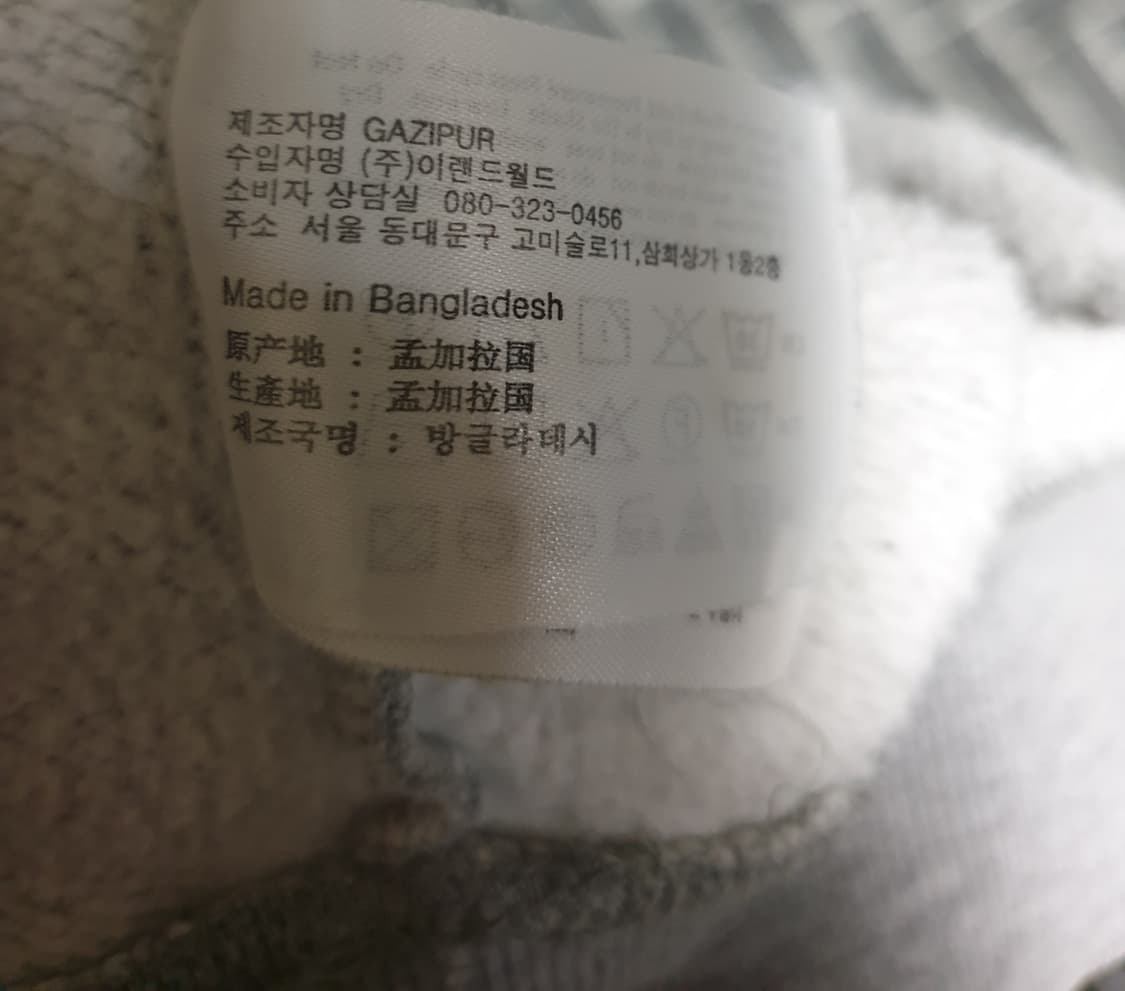 제조자명 GAZIPUR
수입자명 (주)이랜드월드
소비자 상담실 080-323-0456
주소 서울 동대문구 고미술로11,삼희상가 1동2층
Made in Bangladesh
原产地 : 孟加拉国
生產地 : 孟加拉国
제조국명 : 방글라데시